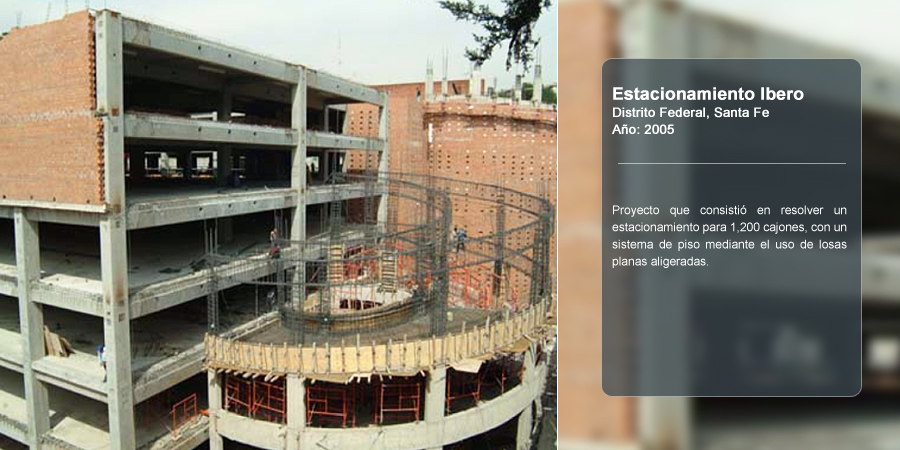 Estacionamiento Ibero
Distrito Federal, Santa Fe
Año: 2005
Proyecto que consistió en resolver un
estacionamiento para 1,200 cajones, con un
sistema de piso mediante el uso de losas
planas aligeradas.